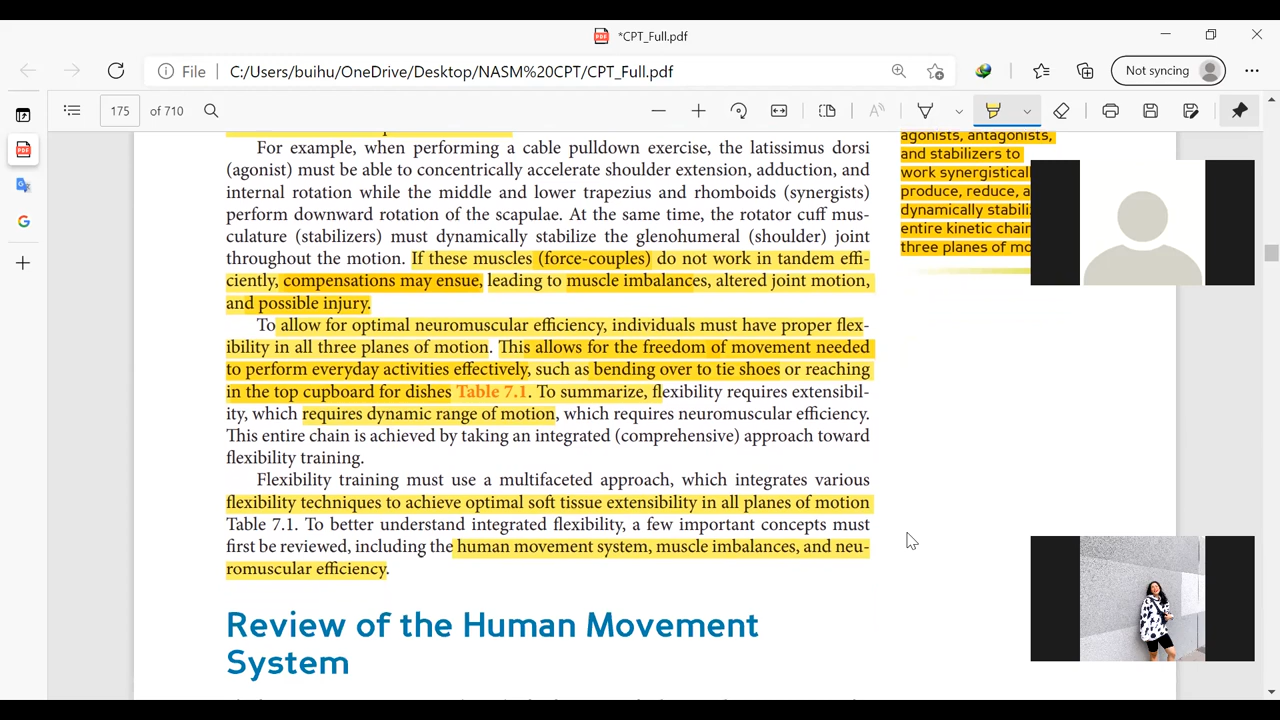 *CPT_Full.pdf
File
C:/Users/buihu/OneDrive/Desktop/NASM%20CPT/CPT_Full.pdf
Not syncing
175 of 710
For example, when performing a cable pulldown exercise, the latissimus dorsi
(agonist) must be able to concentrically accelerate shoulder extension, adduction, and
internal rotation while the middle and lower trapezius and rhomboids (synergists)
perform downward rotation of the scapulae. At the same time, the rotator cuff mus-
culature (stabilizers) must dynamically stabilize the glenohumeral (shoulder) joint
throughout the motion. If these muscles (force-couples) do not work in tandem effi-
ciently, compensations may ensue, leading to muscle imbalances, altered joint motion,
and possible injury.
To allow for optimal neuromuscular efficiency, individuals must have proper flex-
ibility in all three planes of motion. This allows for the freedom of movement needed
to perform everyday activities effectively, such as bending over to tie shoes or reaching
in the top cupboard for dishes Table 7.1. To summarize, flexibility requires extensibil-
ity, which requires dynamic range of motion, which requires neuromuscular efficiency.
This entire chain is achieved by taking an integrated (comprehensive) approach toward
flexibility training.
Flexibility training must use a multifaceted approach, which integrates various
flexibility techniques to achieve optimal soft tissue extensibility in all planes of motion
Table 7.1. To better understand integrated flexibility, a few important concepts must
first be reviewed, including the human movement system, muscle imbalances, and neu-
romuscular efficiency.
Review of the Human Movement
System
agonists, antagonists,
and stabilizers to
work synergisticall
produce, reduce, a
dynamically stabili
entire kinetic chain
three planes of mo